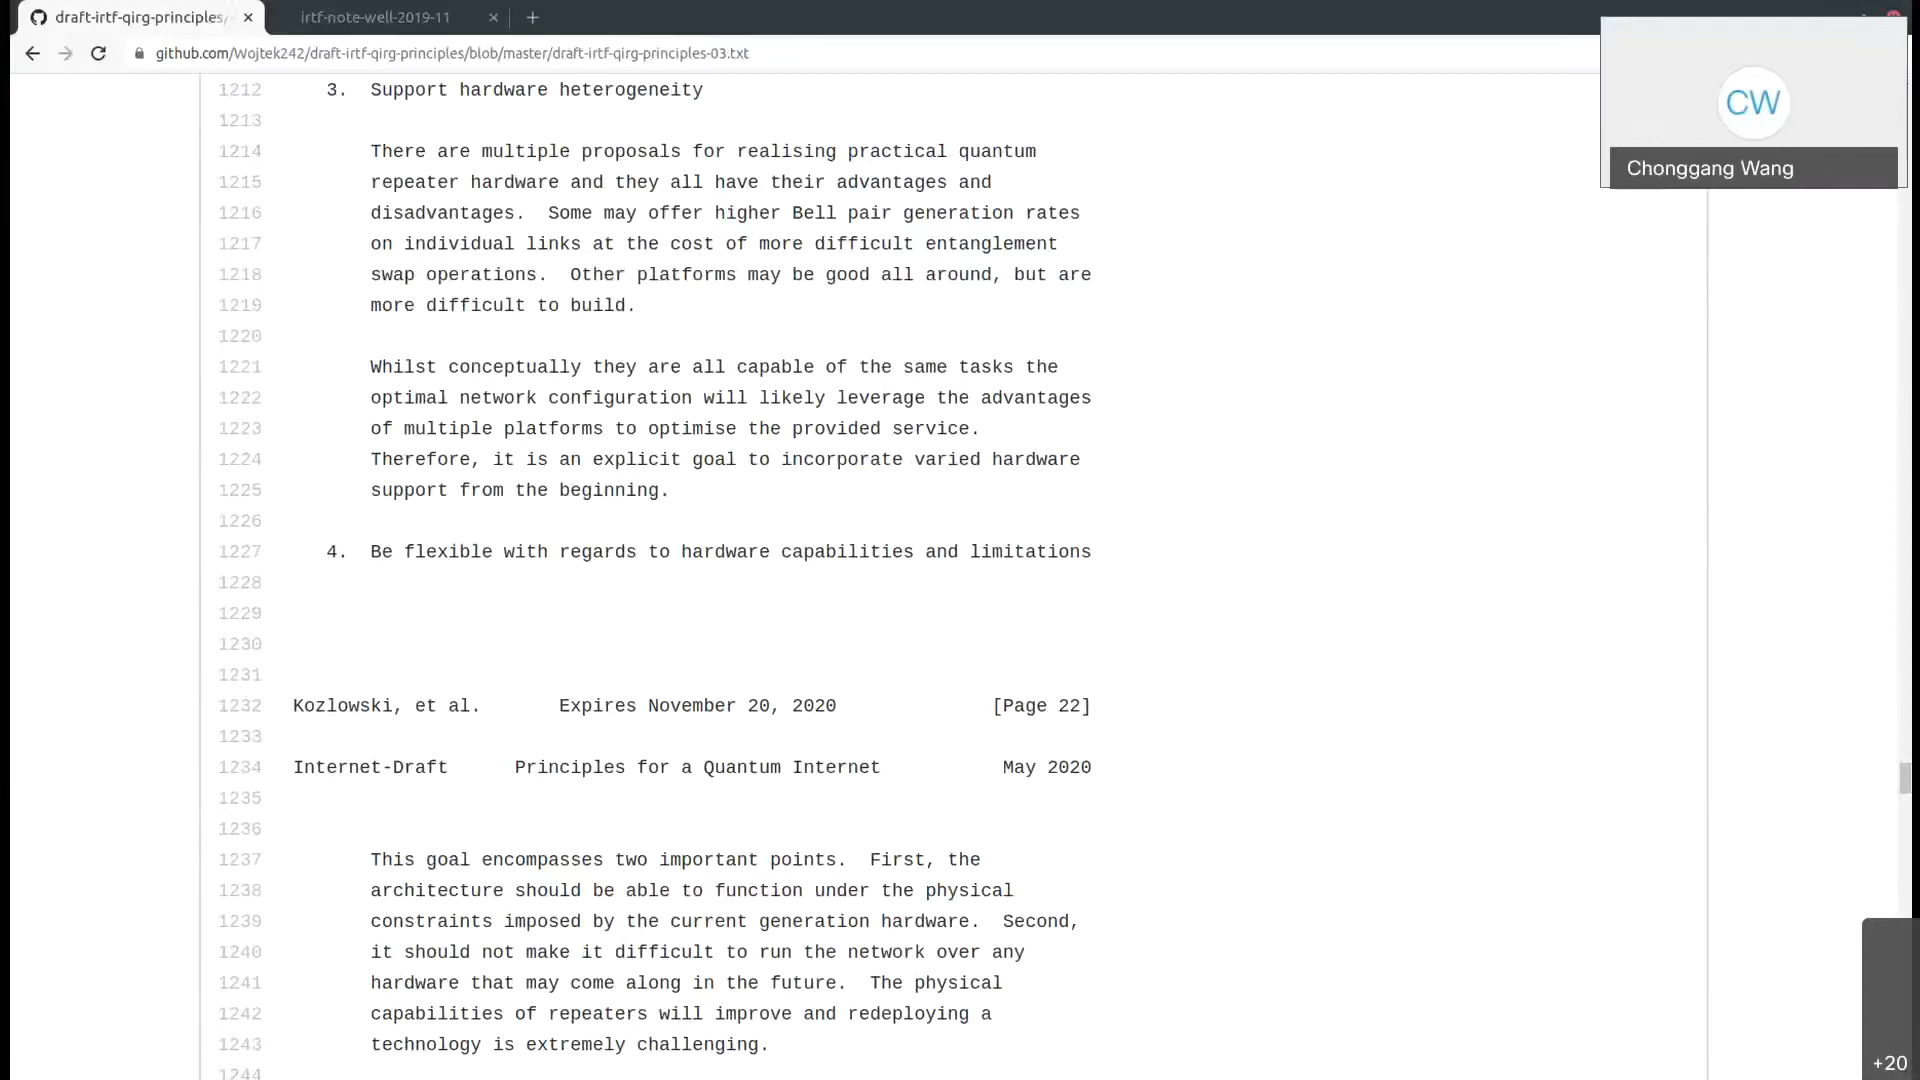 draft-irtf-qirg-principles/
irtf-note-well-2019-11
github.com/Wojtek242/draft-irtf-qirg-principles/blob/master/draft-irtf-qirg-principles-03.txt
CW
Chonggang Wang
1212 3. Support hardware heterogeneity
1213
1214 There are multiple proposals for realising practical quantum
1215 repeater hardware and they all have their advantages and
1216 disadvantages. Some may offer higher Bell pair generation rates
1217 on individual links at the cost of more difficult entanglement
1218 swap operations. Other platforms may be good all around, but are
1219 more difficult to build.
1220
1221 Whilst conceptually they are all capable of the same tasks the
1222 optimal network configuration will likely leverage the advantages
1223 of multiple platforms to optimise the provided service.
1224 Therefore, it is an explicit goal to incorporate varied hardware
1225 support from the beginning.
1226
1227 4. Be flexible with regards to hardware capabilities and limitations
1228
1229
1230
1231
1232 Kozlowski, et al. Expires November 20, 2020 [Page 22]
1233
1234 Internet-Draft Principles for a Quantum Internet May 2020
1235
1236
1237 This goal encompasses two important points. First, the
1238 architecture should be able to function under the physical
1239 constraints imposed by the current generation hardware. Second,
1240 it should not make it difficult to run the network over any
1241 hardware that may come along in the future. The physical
1242 capabilities of repeaters will improve and redeploying a
1243 technology is extremely challenging.
1244
+20